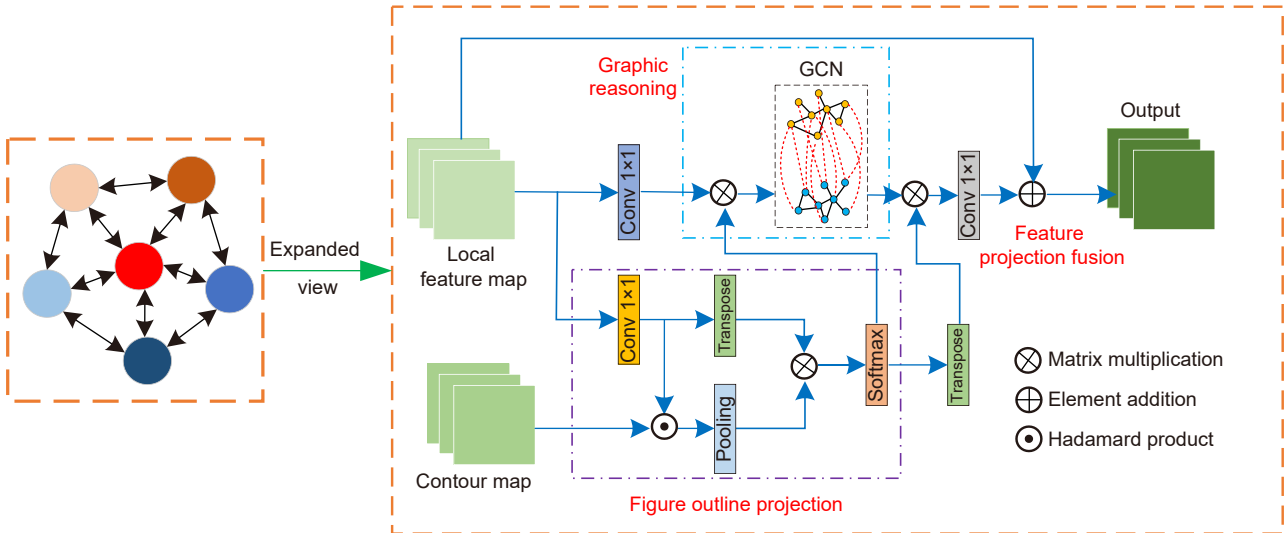 Expanded
view
Graphic
reasoning
GCN
Output
Conv 1×1
Conv 1×1
Local
feature map
Feature
projection fusion
Conv 1×1
Transpose
Softmax
Transpose
Pooling
Contour map
Figure outline projection
Matrix multiplication
Element addition
Hadamard product